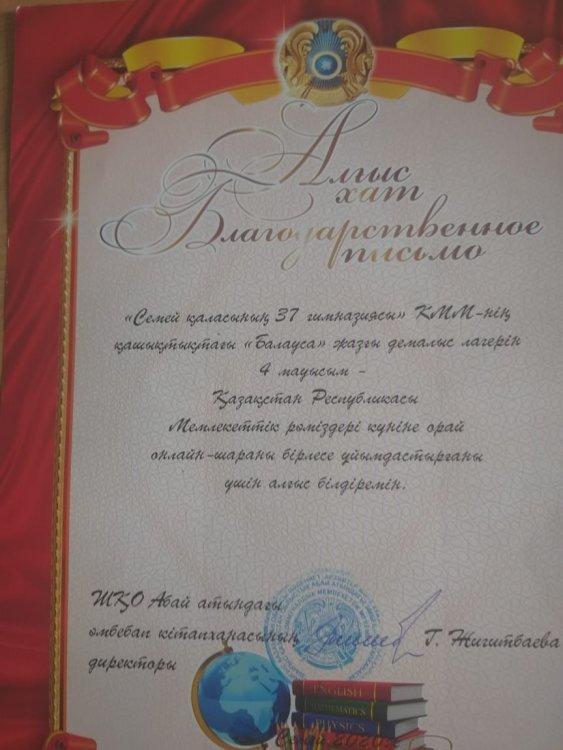 Алғыс
хат
Благодарственное
письмо
«Семей қаласының 37 гимназиясы» КММ-нің
қашықтықтағы «Балауса» жазғы демалыс лагерін
4 маусым -
Қазақстан Республикасы
Мемлекеттік рәміздері күніне орай
онлайн-шараны бірлесе ұйымдастырғаны
үшін алғыс білдіремін.
ШҚО Абай атындағы
әмбебап кітапханасының Г. Жигитбаева
директоры
ENGLISH
MATHEMATICS
PHYSICS